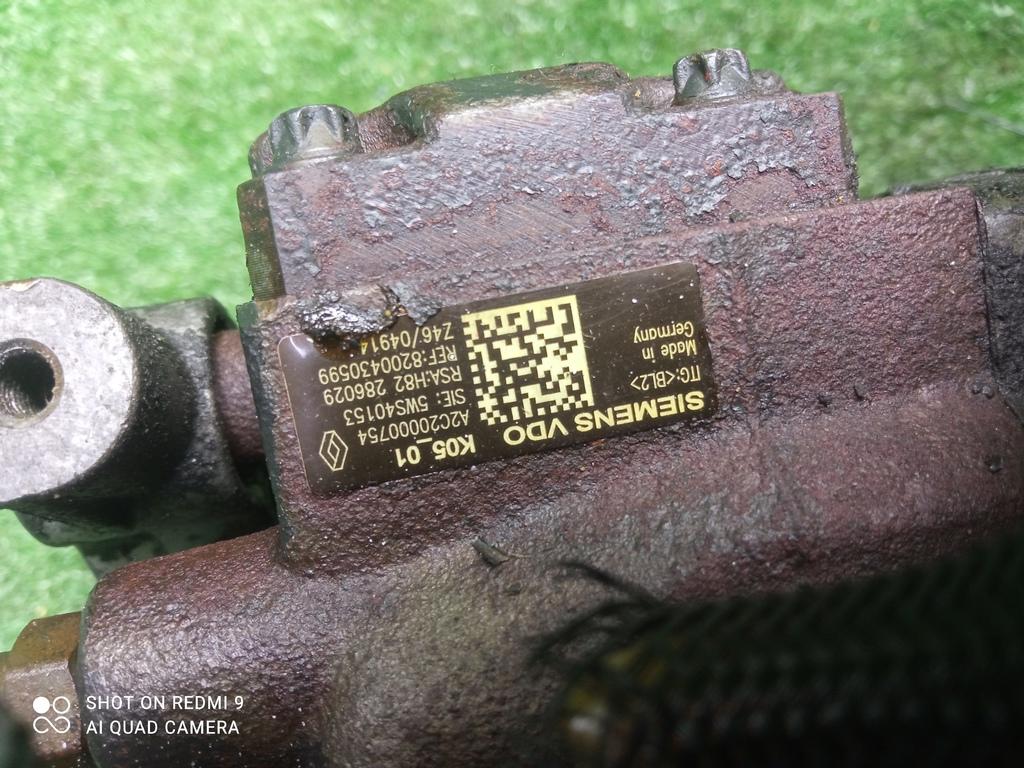 SIEMENS VDO
ITG:<BL2>
Made in
Germany
K05_01
A2C20000754
SIE: 5WS40153
RSA:H82 286029
REF:8200430599
Z46/04914
SHOT ON REDMI 9
AI QUAD CAMERA